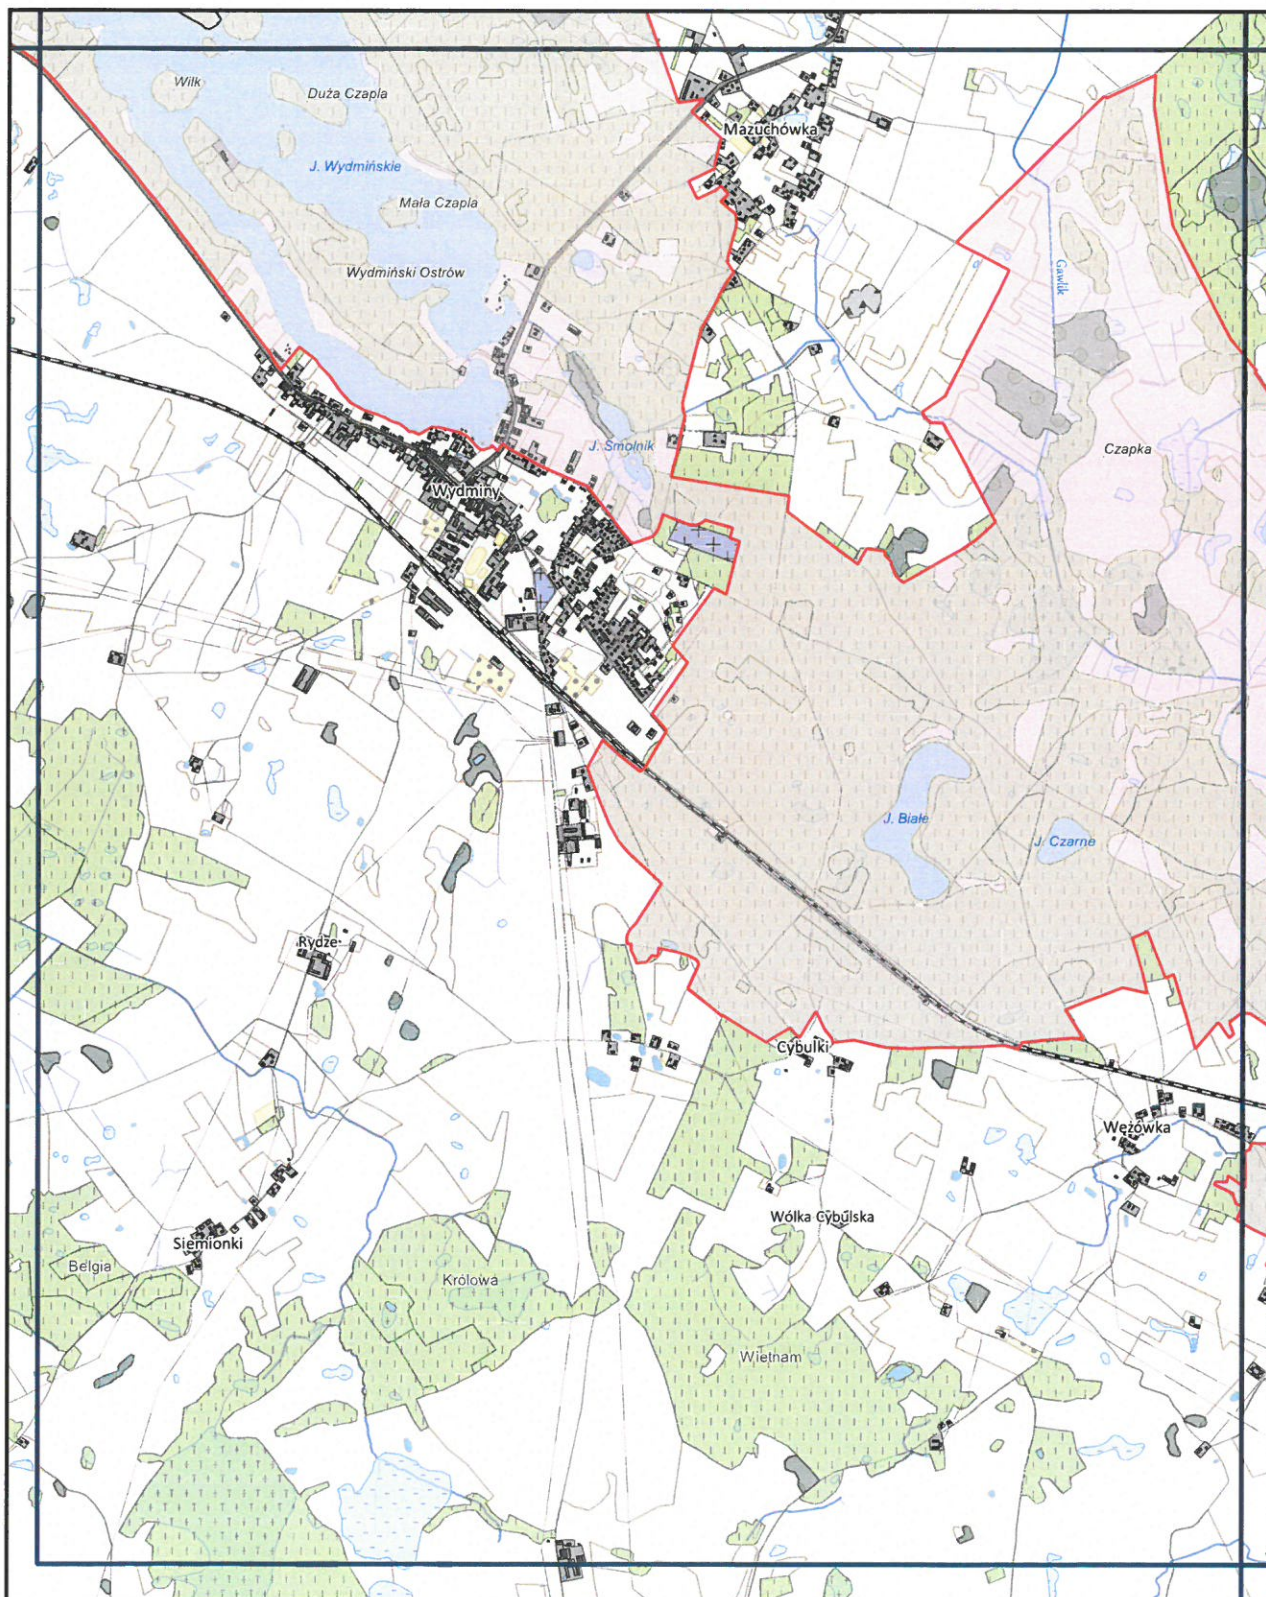 Wilk
Duża Czapla
Mazuchówka
J. Wydmińskie
Mała Czapla
Wydmiński Ostrów
Gawlik
J. Smolnik
Czapka
Wydminy
J. Białe
J. Czarne
Rydze
Cybulki
Wężówka
Wólka Cybulska
Siemionki
Belgia
Królowa
Wietnam